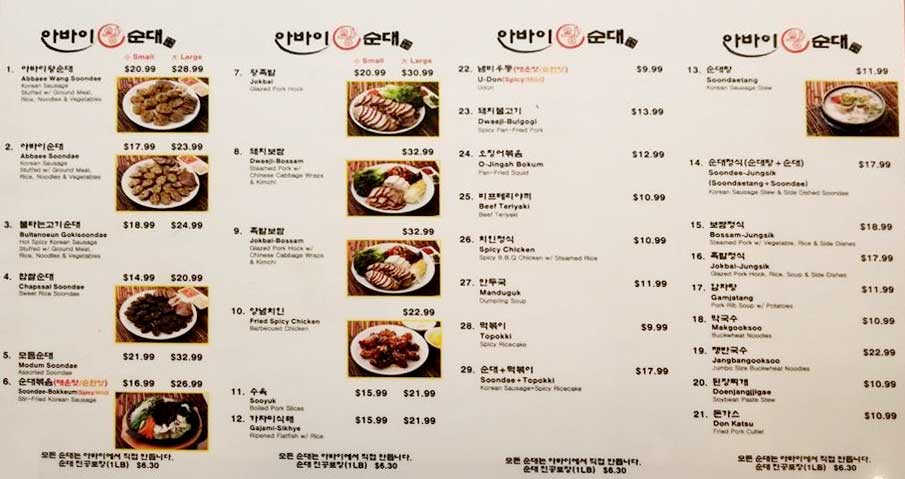 아바이 왕 순대
소 Small 大 Large
1. 아바이왕순대 $20.99 $28.99
Abbaee Wang Soondae
Korean Sausage
Stuffed w/ Ground Meat,
Rice, Noodles & Vegetables
2. 아바이순대 $17.99 $23.99
Abbaee Soondae
Korean Sausage
Stuffed w/ Ground Meat,
Rice, Noodles & Vegetables
3. 불타는고기순대 $18.99 $24.99
Bultanoeun Gokisoondae
Hot Spicy Korean Sausage
Stuffed w/ Ground Meat,
Rice, Noodles & Vegetables
4. 찹쌀순대 $14.99 $20.99
Chapssal Soondae
Sweet Rice Soondae
5. 모듬순대 $21.99 $32.99
Modum Soondae
Assorted Soondae
6. 순대볶음(매운맛/순한맛) $16.99 $26.99
Soondae-Bokkeum(Spicy/Mild)
Stir-Fried Korean Sausage
모든 순대는 아바이에서 직접 만듭니다.
순대 진공포장(1LB) $6.30
아바이 왕 순대
소 Small 大 Large
7. 왕족발 $20.99 $30.99
Jokbal
Glazed Pork Hock
8. 돼지보쌈 $32.99
Dwaeji-Bossam
Steamed Pork w/
Chinese Cabbage Wraps
& Kimchi
9. 족발보쌈 $32.99
Jokbal-Bossam
Glazed Pork Hock w/
Chinese Cabbage Wraps
& Kimchi
10. 양념치킨 $22.99
Fried Spicy Chicken
Barbecued Chicken
11. 수육 $15.99 $21.99
Sooyuk
Boiled Pork Slices
12. 가자미식해 $15.99 $21.99
Gajami-Sikhye
Ripened Flatfish w/ Rice
모든 순대는 아바이에서 직접 만듭니다.
순대 진공포장(1LB) $6.30
아바이 왕 순대
22. 냄비우동(매운맛/순한맛) $9.99
U-Don(Spicy/Mild)
Udon
23. 돼지불고기 $13.99
Dwaeji-Bulgogi
Spicy Pan-Fried Pork
24. 오징어볶음 $12.99
O-Jingah Bokum
Pan-Fried Squid
25. 비프테리야끼 $10.99
Beef Teriyaki
Beef Teriyaki
26. 치킨정식 $10.99
Spicy Chicken
Spicy B.B.Q Chicken w/ Steamed Rice
27. 만두국 $11.99
Manduguk
Dumpling Soup
28. 떡볶이 $9.99
Topokki
Spicy Ricecake
29. 순대+떡볶이 $17.99
Soondae+Topokki
Korean Sausage+Spicy Ricecake
모든 순대는 아바이에서 직접 만듭니다.
순대 진공포장(1LB) $6.30
아바이 왕 순대
13. 순대탕 $11.99
Soondaetang
Korean Sausage Stew
14. 순대정식(순대탕+순대) $17.99
Soondae-Jungsik
(Soondaetang+Soondae)
Korean Sausage Stew & Side Dished Soondae
15. 보쌈정식 $18.99
Bossam-Jungsik
Steamed Pork w/ Vegetable, Rice & Side Dishes
16. 족발정식 $17.99
Jokbal-Jungsik
Glazed Pork Hock, Rice, Soup & Side Dishes
17. 감자탕 $11.99
Gamjatang
Pork Rib Soup w/ Potatoes
18. 막국수 $10.99
Makgooksoo
Buckwheat Noodles
19. 쟁반국수 $22.99
Jangbangooksoo
Jumbo Size Buckwheat Noodles
20. 된장찌개 $10.99
Doenjangjjigae
Soybean Paste Stew
21. 돈가스 $10.99
Don Katsu
Fried Pork Cutlet
모든 순대는 아바이에서 직접 만듭니다.
순대 진공포장(1LB) $6.30